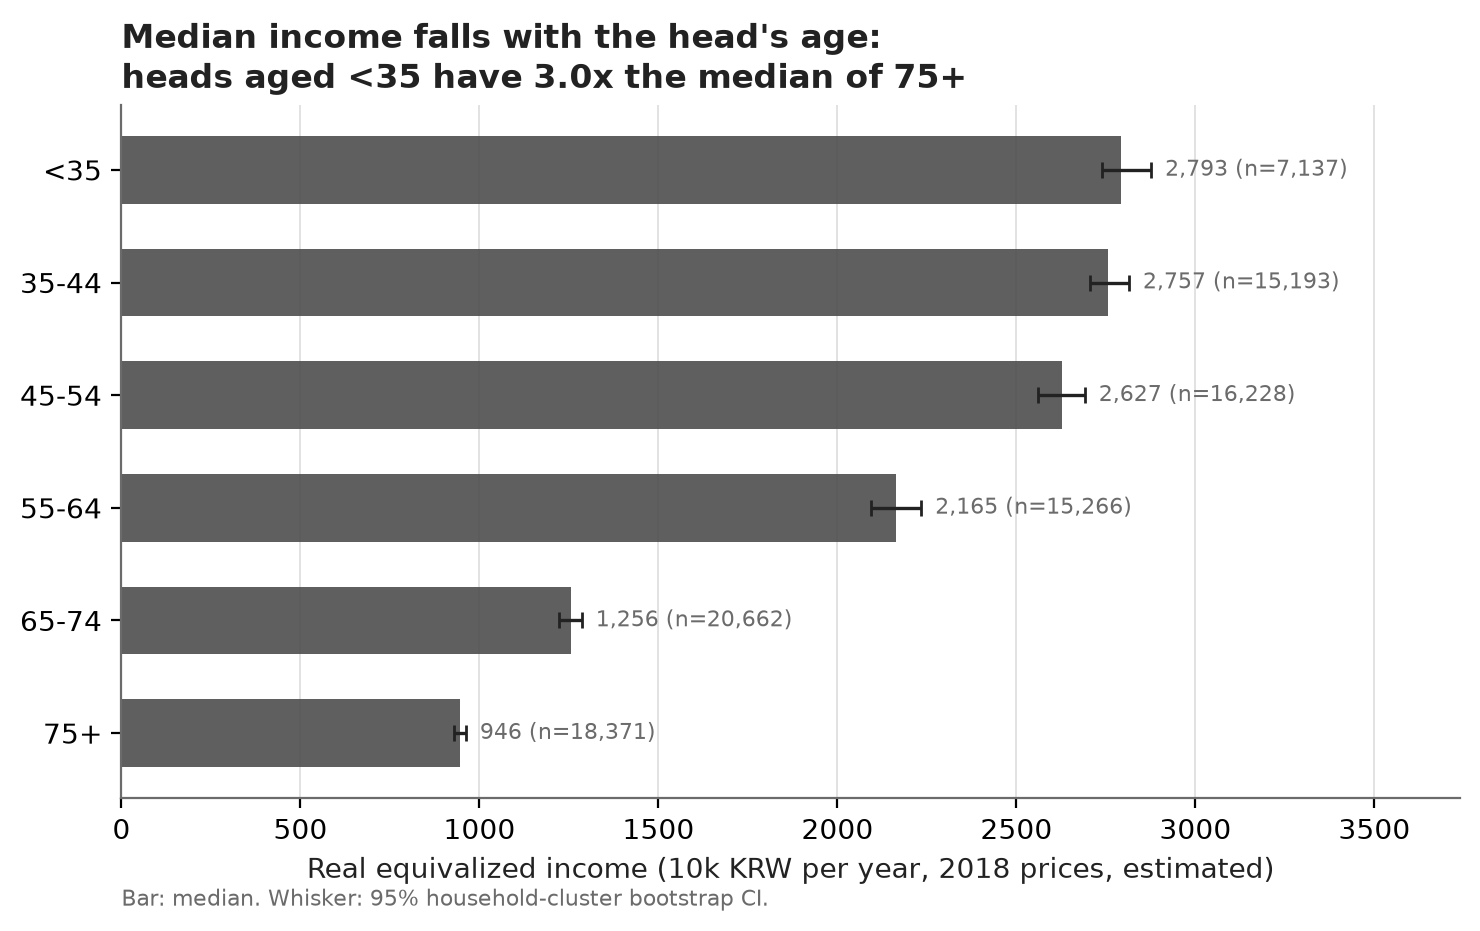 Median income falls with the head's age:
heads aged <35 have 3.0x the median of 75+
<35
2,793 (n=7,137)
35-44
2,757 (n=15,193)
45-54
2,627 (n=16,228)
55-64
2,165 (n=15,266)
65-74
1,256 (n=20,662)
75+
946 (n=18,371)
0 500 1000 1500 2000 2500 3000 3500
Real equivalized income (10k KRW per year, 2018 prices, estimated)
Bar: median. Whisker: 95% household-cluster bootstrap CI.